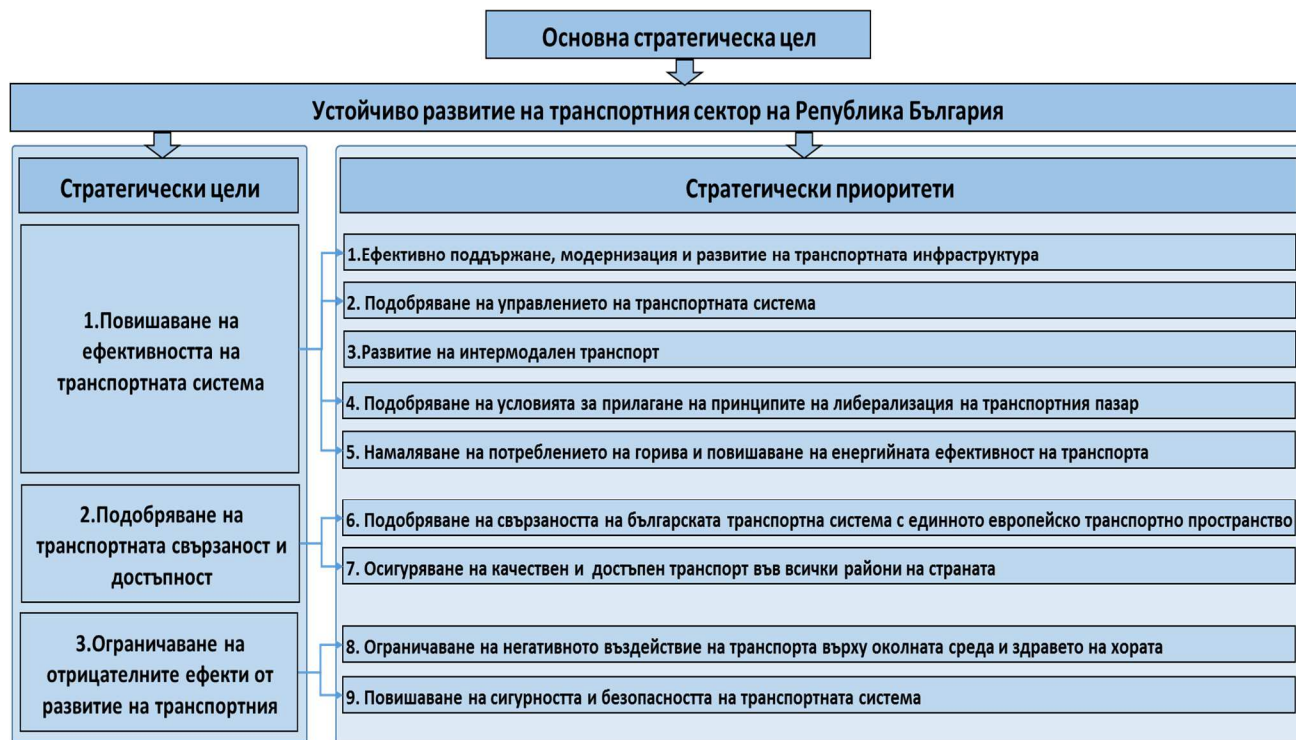 Основна стратегическа цел
Устойчиво развитие на транспортния сектор на Република България
Стратегически цели
Стратегически приоритети
1.Повишаване на
ефективността на
транспортната система
1.Ефективно поддържане, модернизация и развитие на транспортната инфраструктура
2. Подобряване на управлението на транспортната система
3.Развитие на интермодален транспорт
4. Подобряване на условията за прилагане на принципите на либерализация на транспортния пазар
5. Намаляване на потреблението на горива и повишаване на енергийната ефективност на транспорта
2.Подобряване на
транспортната свързаност и
достъпност
6. Подобряване на свързаостта на българската транспортна система с единното европейско транспортно пространство
7. Осигуряване на качествен и достъпен транспорт във всички райони на страната
3.Ограничаване на
отрицателните ефекти от
развитие на транспортния
8. Ограничаване на негативното въздействие на транспорта върху околната среда и здравето на хората
9. Повишаване на сигурността и безопасността на транспортната система